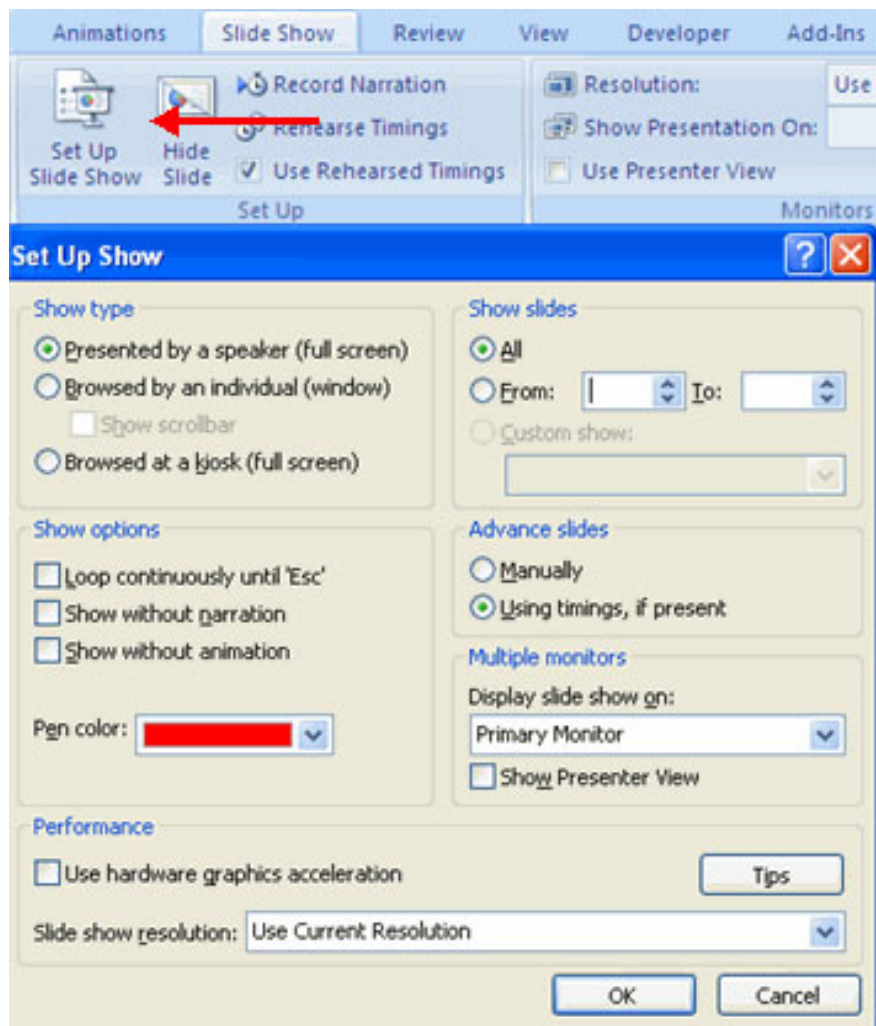 Animations Slide Show Review View Developer Add-Ins
Record Narration
Rehearse Timings
Use Rehearsed Timings
Set Up
Slide Show
Hide
Slide
Set Up
Resolution: Use
Show Presentation On:
Use Presenter View
Monitors
Set Up Show
Show type
Presented by a speaker (full screen)
Browsed by an individual (window)
Show scrollbar
Browsed at a kiosk (full screen)
Show slides
All
From: To:
Custom show:
Show options
Loop continuously until 'Esc'
Show without narration
Show without animation
Pen color:
Advance slides
Manually
Using timings, if present
Multiple monitors
Display slide show on:
Primary Monitor
Show Presenter View
Performance
Use hardware graphics acceleration
Tips
Slide show resolution: Use Current Resolution
OK Cancel